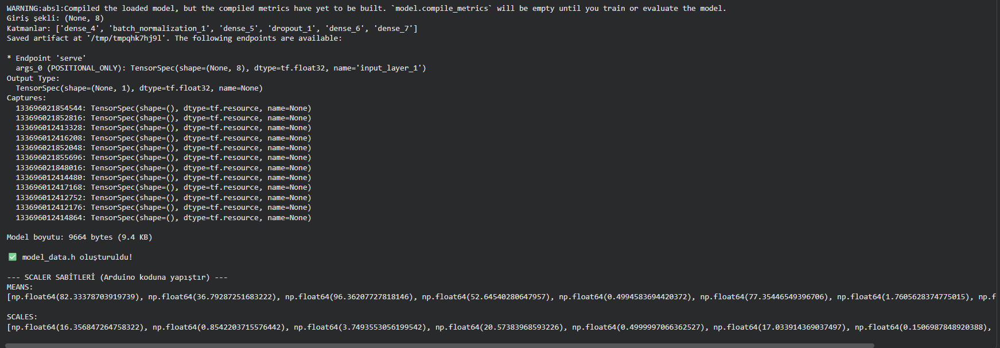 WARNING:absl:Compiled the loaded model, but the compiled metrics have yet to be built. `model.compile_metrics` will be empty until you train or evaluate the model.
Giriş şekli: (None, 8)
Katmanlar: ['dense_4', 'batch_normalization_1', 'dense_5', 'dropout_1', 'dense_6', 'dense_7']
Saved artifact at '/tmp/tmpqhk7hj9l'. The following endpoints are available:
* Endpoint 'serve'
args_0 (POSITIONAL_ONLY): TensorSpec(shape=(None, 8), dtype=tf.float32, name='input_layer_1')
Output Type:
TensorSpec(shape=(None, 1), dtype=tf.float32, name=None)
Captures:
133696021854544: TensorSpec(shape=(), dtype=tf.resource, name=None)
133696021852816: TensorSpec(shape=(), dtype=tf.resource, name=None)
133696012413328: TensorSpec(shape=(), dtype=tf.resource, name=None)
133696012416208: TensorSpec(shape=(), dtype=tf.resource, name=None)
133696021852048: TensorSpec(shape=(), dtype=tf.resource, name=None)
133696021855696: TensorSpec(shape=(), dtype=tf.resource, name=None)
133696021848016: TensorSpec(shape=(), dtype=tf.resource, name=None)
133696012414480: TensorSpec(shape=(), dtype=tf.resource, name=None)
133696012417168: TensorSpec(shape=(), dtype=tf.resource, name=None)
133696012412752: TensorSpec(shape=(), dtype=tf.resource, name=None)
133696012412176: TensorSpec(shape=(), dtype=tf.resource, name=None)
133696012414864: TensorSpec(shape=(), dtype=tf.resource, name=None)
Model boyutu: 9664 bytes (9.4 KB)
✅ model_data.h oluşturuldu!
--- SCALER SABİTLERİ (Arduino koduna yapıştır) ---
MEANS:
[np.float64(82.33378703919739), np.float64(36.79287251683222), np.float64(96.36207727818146), np.float64(52.64540280647957), np.float64(0.4994583694420372), np.float64(77.35446549396706), np.float64(1.7605628374775015), np.f
SCALES:
[np.float64(16.356847264758322), np.float64(0.8542203715576442), np.float64(3.7493553056199542), np.float64(20.57383968593226), np.float64(0.4999997066362527), np.float64(17.033914369037497), np.float64(0.1506987848920388),